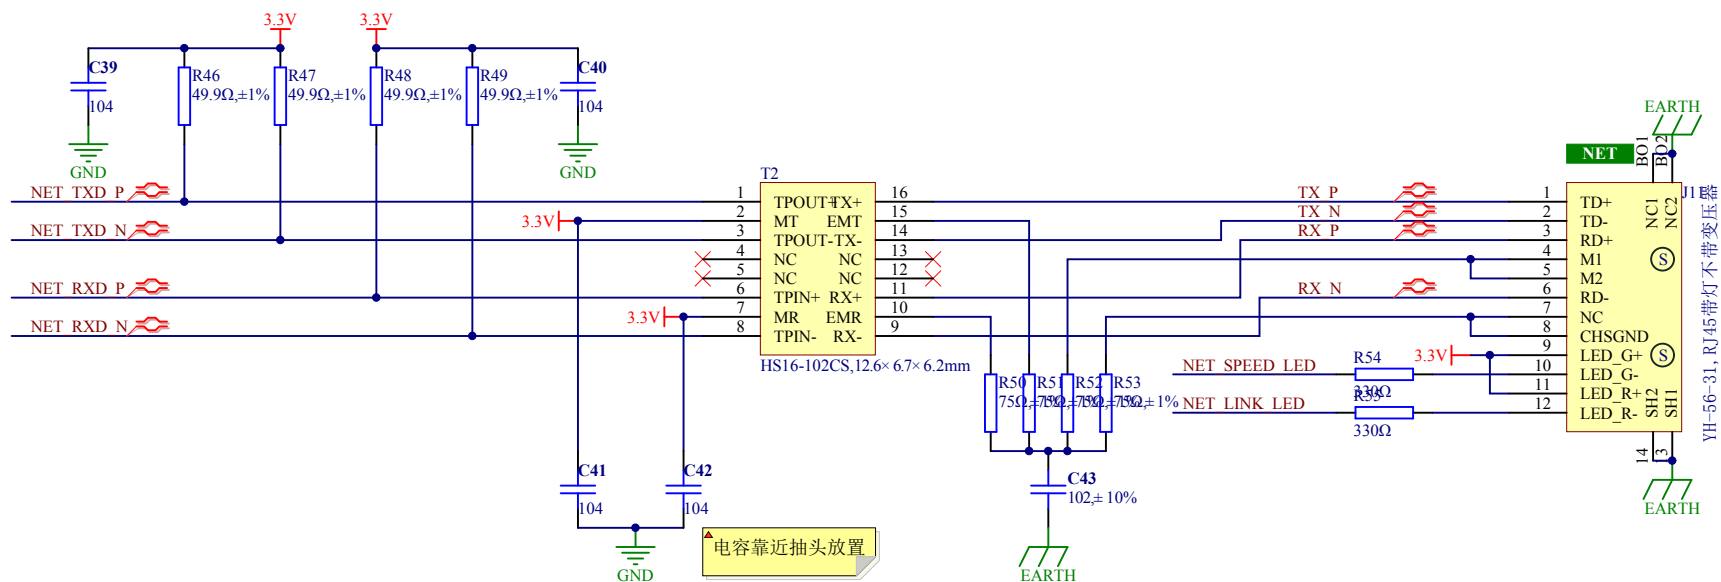 3.3V
3.3V
C39
104
GND
R46
49.9Ω,±1%
R47
49.9Ω,±1%
R48
49.9Ω,±1%
R49
49.9Ω,±1%
C40
104
GND
NET_TXD_P
NET_TXD_N
NET_RXD_P
NET_RXD_N
3.3V
3.3V
T2
1 TPOUT+
2 MT
3 TPOUT-
4 NC
5 NC
6 TPIN+
7 MR
8 TPIN-
TX+ 16
EMT 15
TX- 14
NC 13
NC 12
RX+ 11
EMR 10
RX- 9
HS16-102CS,12.6×6.7×6.2mm
C41
104
C42
104
GND
电容靠近抽头放置
R50
75Ω,±1%
R51
75Ω,±1%
R52
75Ω,±1%
R53
75Ω,±1%
C43
102,±10%
EARTH
TX_P
TX_N
RX_P
RX_N
NET_SPEED_LED
NET_LINK_LED
R54
330Ω
R55
330Ω
3.3V
NET
EARTH
BO1
BO2
J11
1 TD+
2 TD-
3 RD+
4 M1
5 M2
6 RD-
7 NC
8 CHSGND
9 LED_G+
10 LED_G-
11 LED_R+
12 LED_R-
NC1
NC2
S
S
SH2
SH1
14
13
EARTH
YH-56-31,RJ45带灯不带变压器